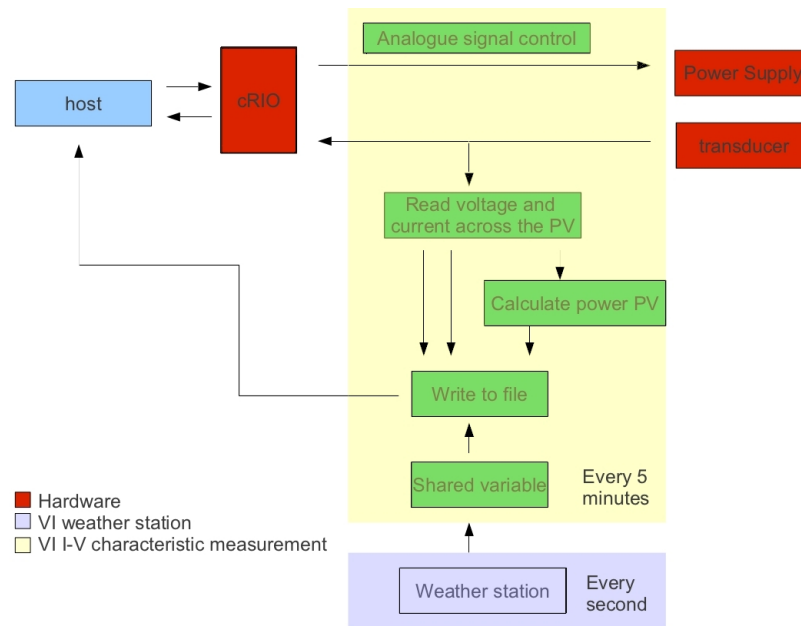 Analogue signal control
Power Supply
host
cRIO
transducer
Read voltage and
current across the PV
Calculate power PV
Write to file
Shared variable
Every 5
minutes
Hardware
VI weather station
VI I-V characteristic measurement
Weather station
Every
second